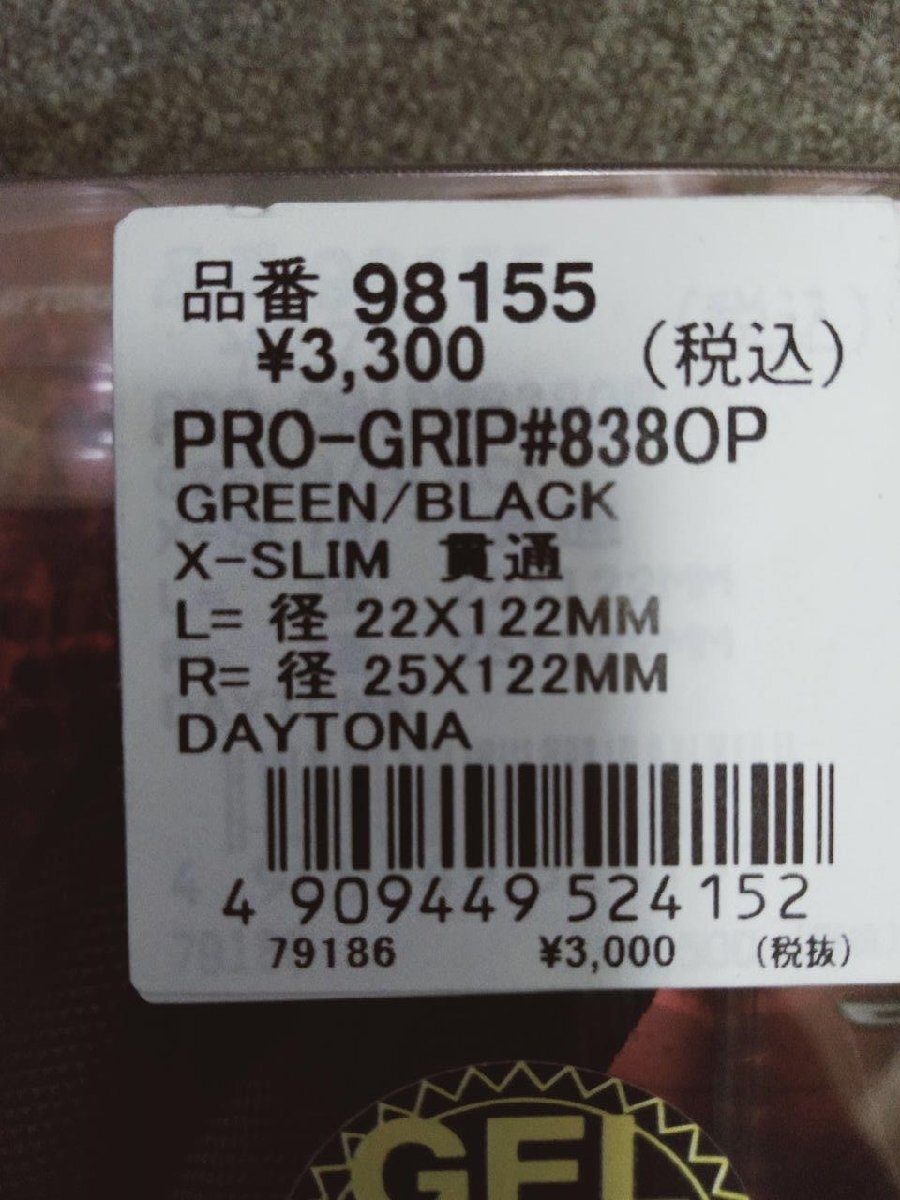 品番 98155
¥3,300 (税込)
PRO-GRIP#838OP
GREEN/BLACK
X-SLIM 貫通
L= 径 22X122MM
R= 径 25X122MM
DAYTONA
4 909449 524152
79186 ¥3,000 (税抜)
GEL